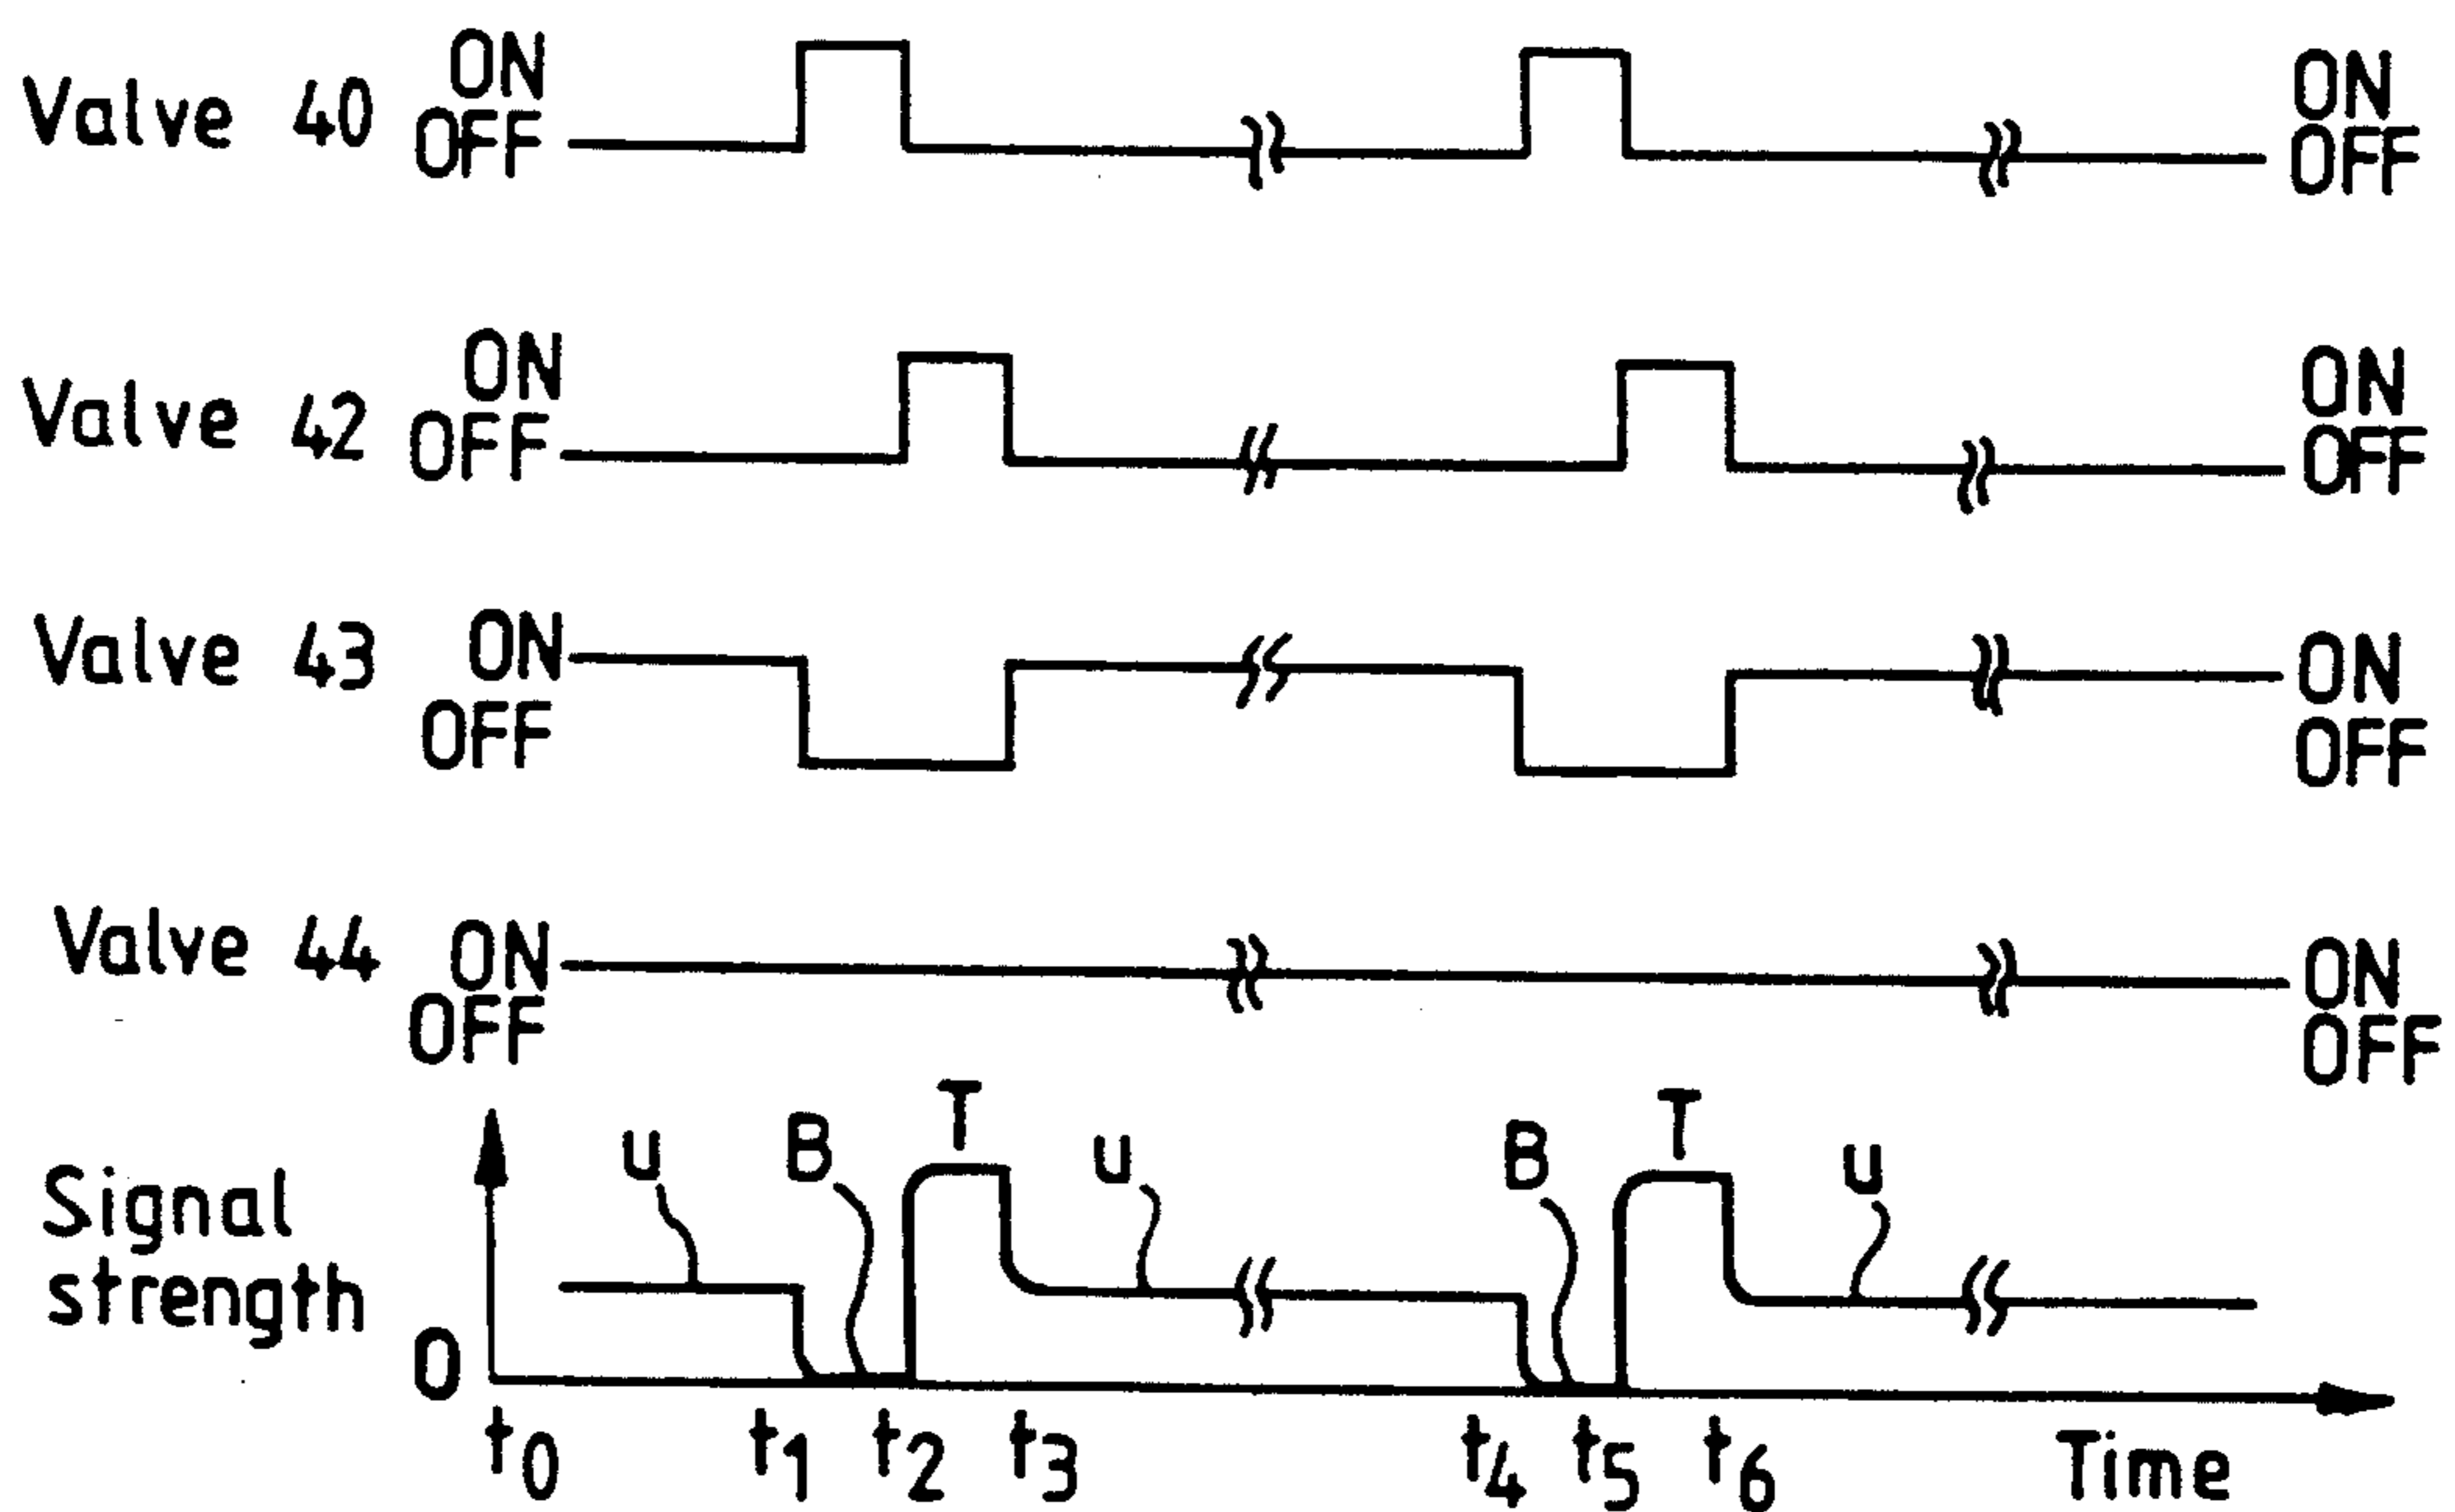 ON ON
Valve 40 OFF OFF
ON ON
Valve 42 OFF OFF
Valve 43 ON ON
OFF OFF
Valve 44 ON ON
OFF OFF
u B T u B T u
Signal
strength
0
t0 t1 t2 t3 t4 t5 t6 Time